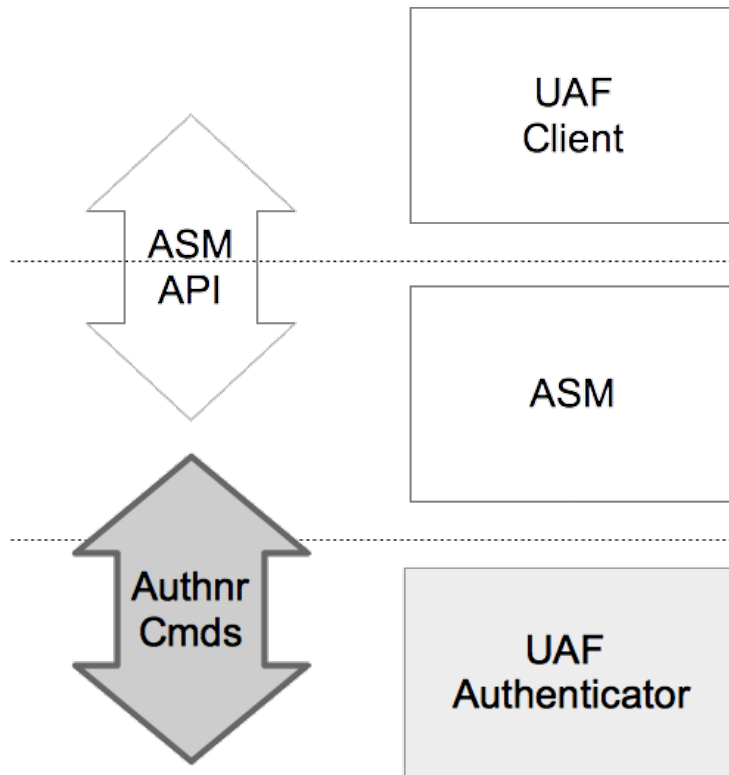 UAF
Client
ASM
API
ASM
Authnr
Cmds
UAF
Authenticator